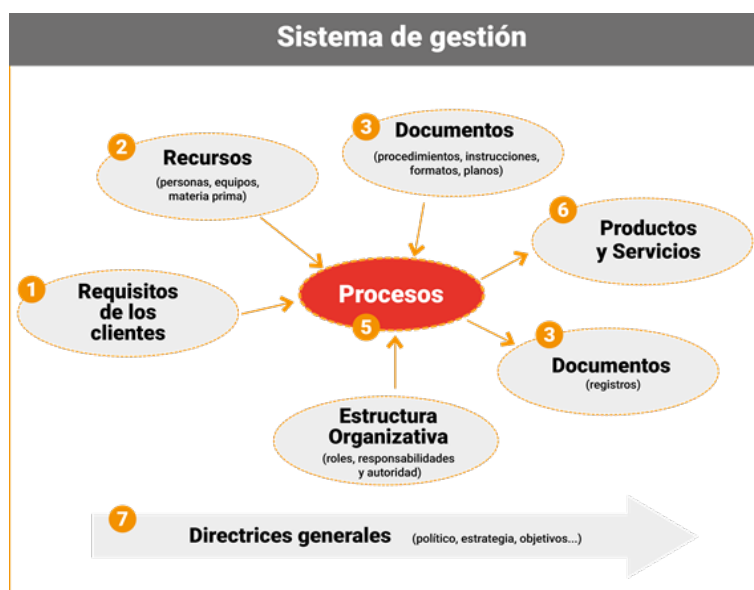 Sistema de gestión
2
Recursos
(personas, equipos,
materia prima)
3
Documentos
(procedimientos, instrucciones,
formatos, planos)
6
Productos
y Servicios
1
Requisitos
de los
clientes
Procesos
5
3
Documentos
(registros)
Estructura
Organizativa
(roles, responsabilidades
y autoridad)
7
Directrices generales (político, estrategia, objetivos...)